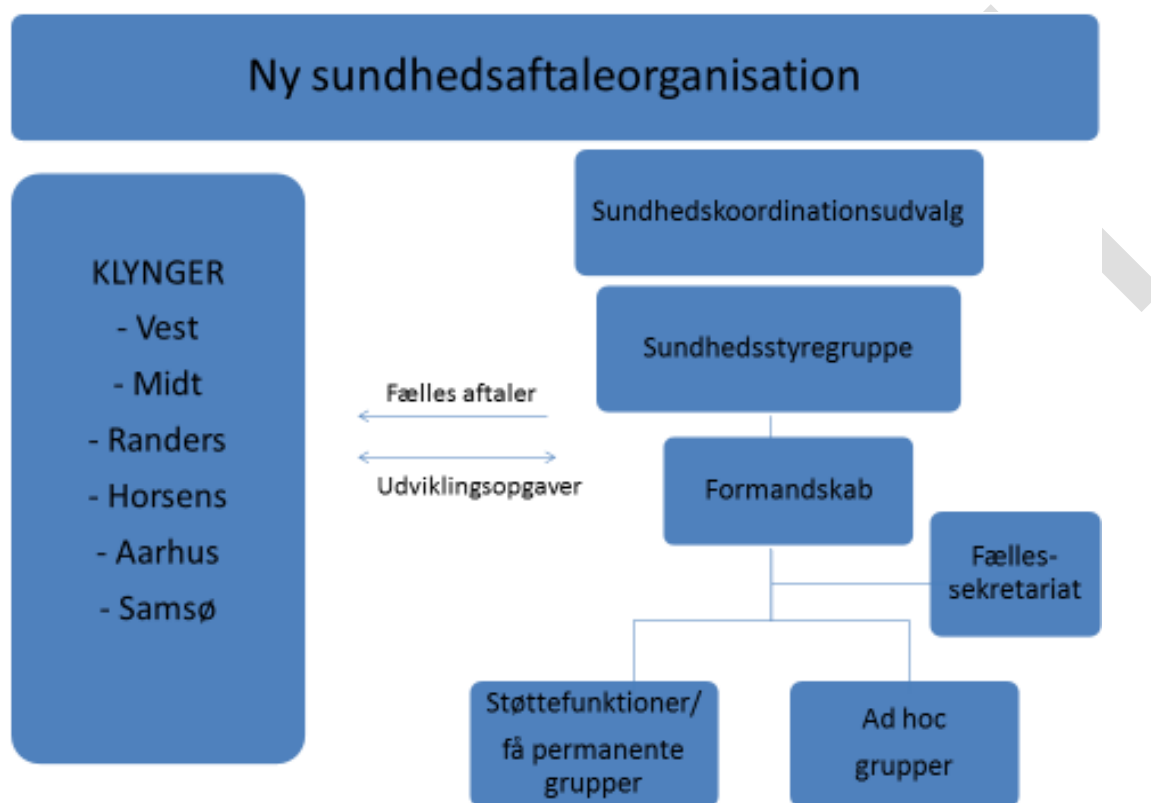 Ny sundhedsaftaleorganisation
KLYNGER
- Vest
- Midt
- Randers
- Horsens
- Aarhus
- Samsø
Fælles aftaler
Udviklingsopgaver
Sundhedskoordinationsudvalg
Sundhedsstyregruppe
Formandskab
Fælles-
sekretariat
Støttefunktioner/
få permanente
grupper
Ad hoc
grupper